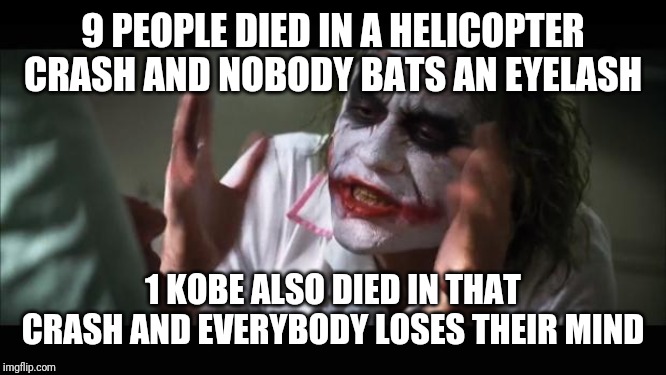 9 PEOPLE DIED IN A HELICOPTER
CRASH AND NOBODY BATS AN EYELASH
1 KOBE ALSO DIED IN THAT
CRASH AND EVERYBODY LOSES THEIR MIND
imgflip.com